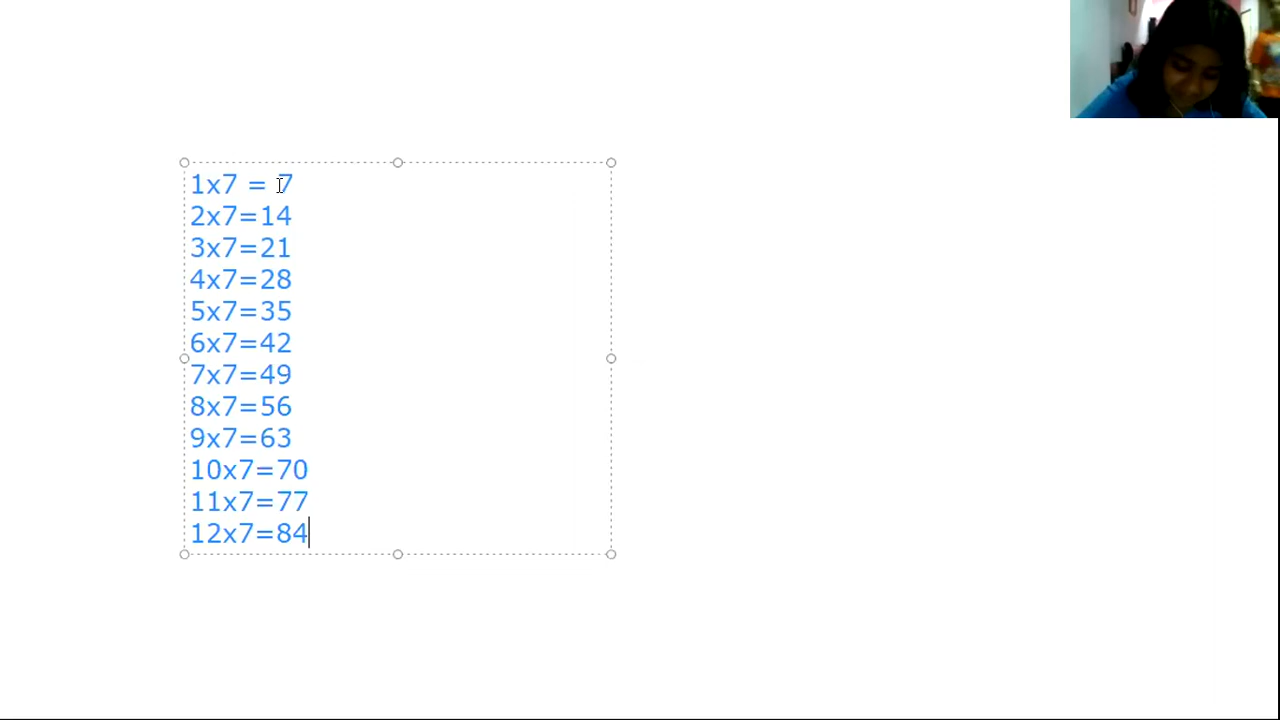 1x7 = 7
2x7=14
3x7=21
4x7=28
5x7=35
6x7=42
7x7=49
8x7=56
9x7=63
10x7=70
11x7=77
12x7=84